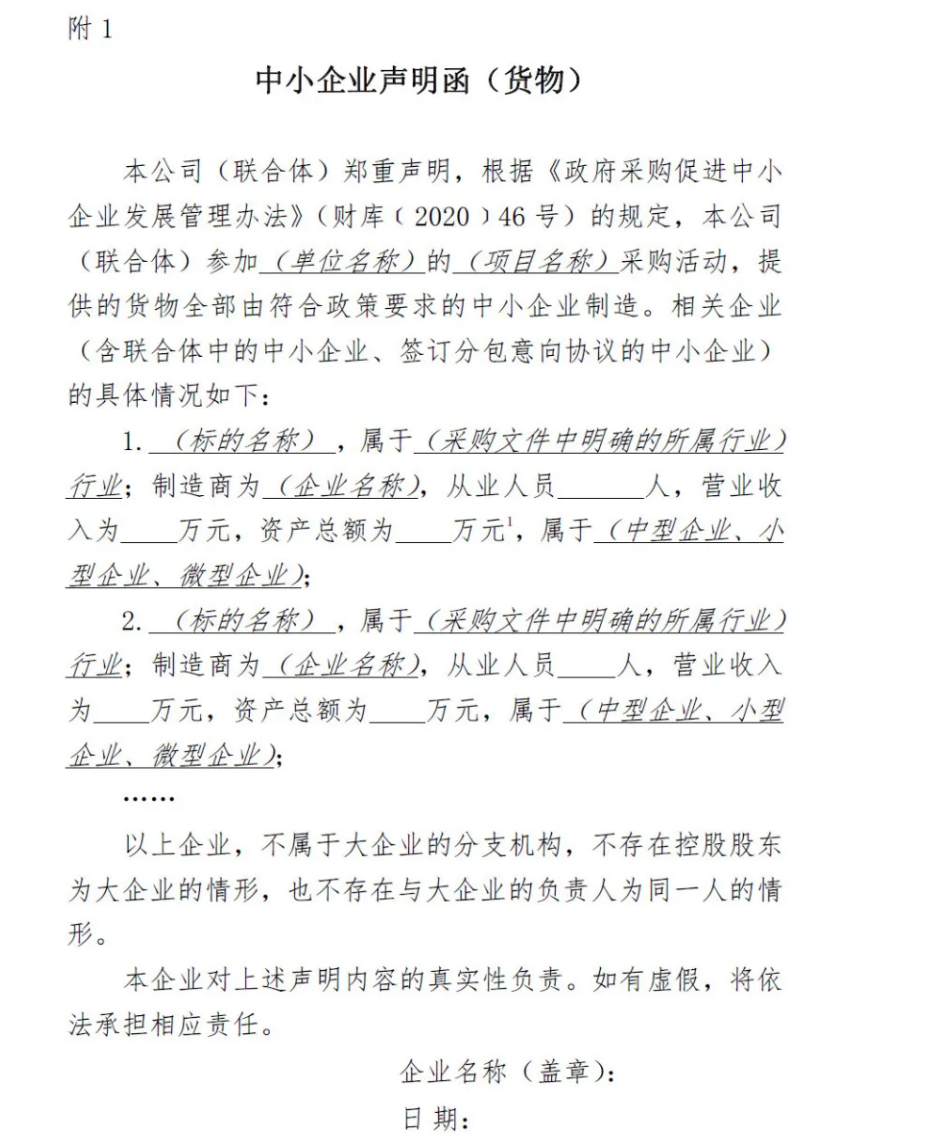 附 1
中小企业声明函（货物）
本公司（联合体）郑重声明，根据《政府采购促进中小
企业发展管理办法》（财库﹝2020﹞46 号）的规定，本公司
（联合体）参加（单位名称）的（项目名称）采购活动，提
供的货物全部由符合政策要求的中小企业制造。相关企业
（含联合体中的中小企业、签订分包意向协议的中小企业）
的具体情况如下：
1. （标的名称） ，属于（采购文件中明确的所属行业）
行业；制造商为（企业名称），从业人员______人，营业收
入为____万元，资产总额为____万元¹，属于（中型企业、小
型企业、微型企业）；
2. （标的名称） ，属于（采购文件中明确的所属行业）
行业；制造商为（企业名称），从业人员____人，营业收入
为____万元，资产总额为____万元，属于（中型企业、小型
企业、微型企业）；
……
以上企业，不属于大企业的分支机构，不存在控股股东
为大企业的情形，也不存在与大企业的负责人为同一人的情
形。
本企业对上述声明内容的真实性负责。如有虚假，将依
法承担相应责任。
企业名称（盖章）：
日 期：